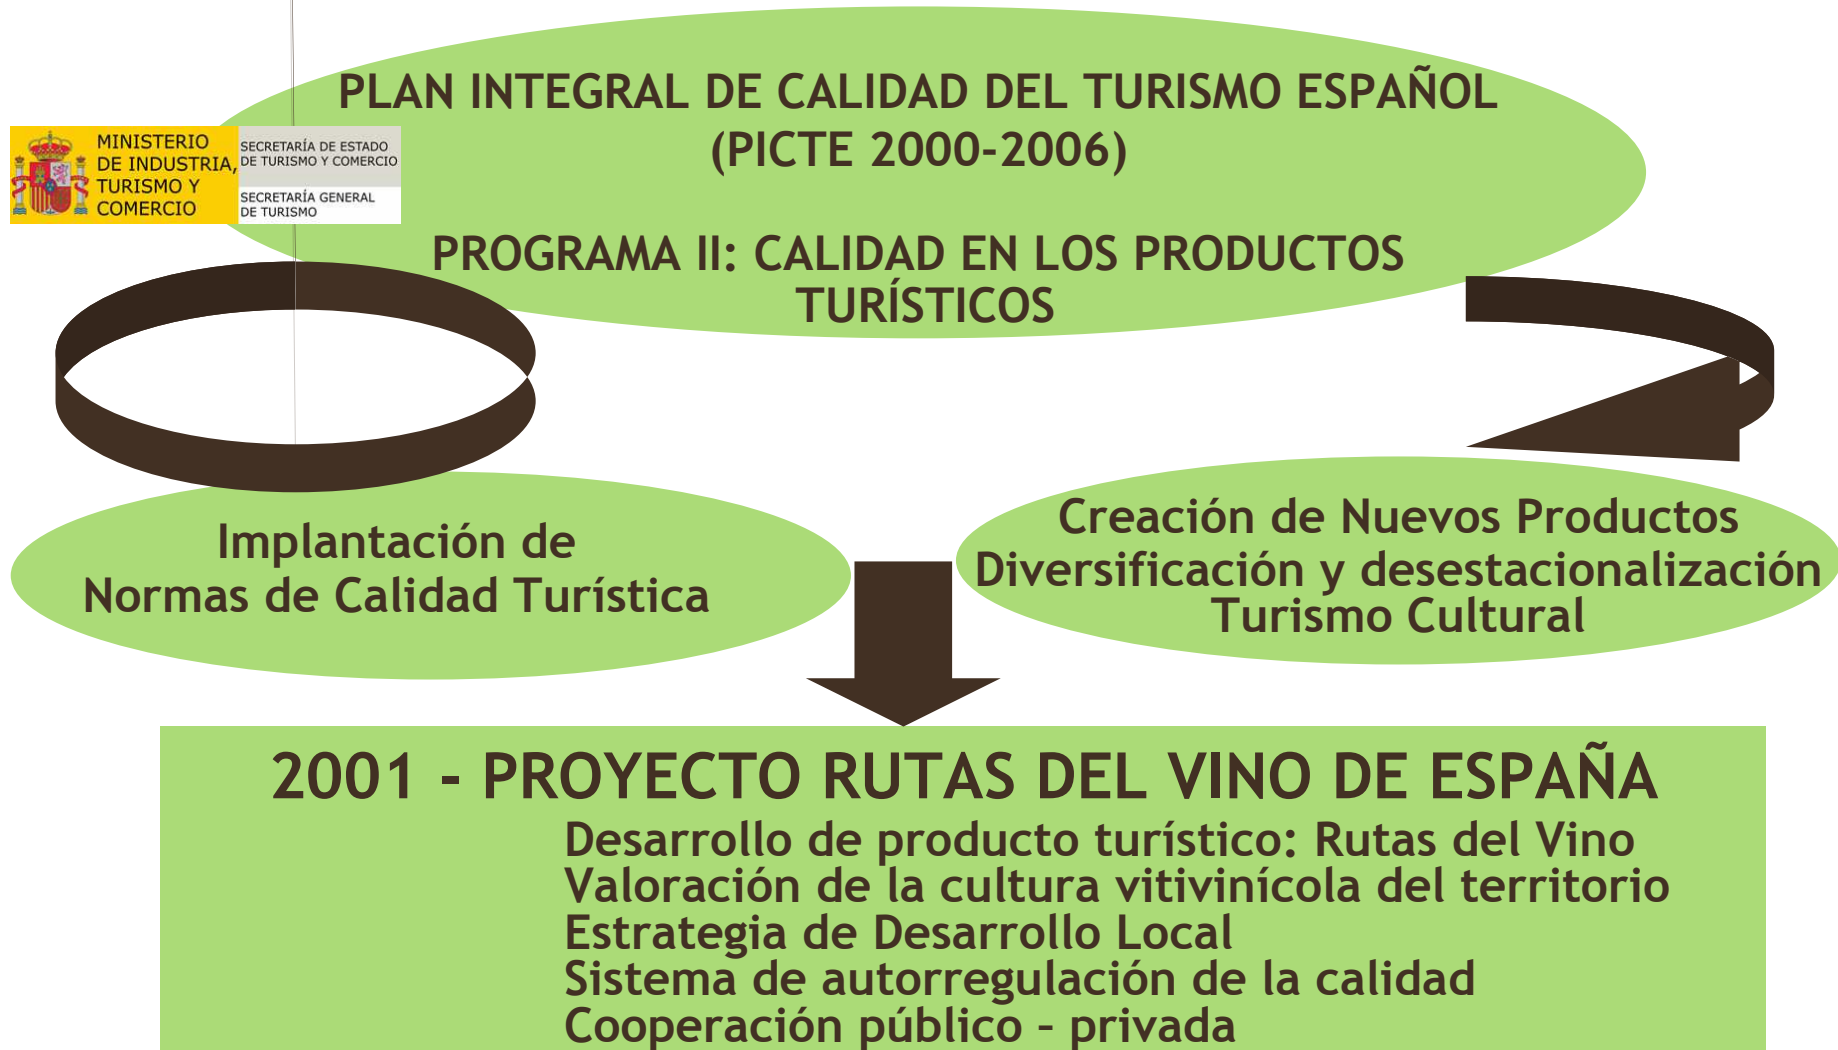 PLAN INTEGRAL DE CALIDAD DEL TURISMO ESPAÑOL
(PICTE 2000-2006)
MINISTERIO
DE INDUSTRIA,
TURISMO Y
COMERCIO
SECRETARÍA DE ESTADO
DE TURISMO Y COMERCIO
SECRETARÍA GENERAL
DE TURISMO
PROGRAMA II: CALIDAD EN LOS PRODUCTOS
TURÍSTICOS
Implantación de
Normas de Calidad Turística
Creación de Nuevos Productos
Diversificación y desestacionalización
Turismo Cultural
2001 - PROYECTO RUTAS DEL VINO DE ESPAÑA
Desarrollo de producto turístico: Rutas del Vino
Valoración de la cultura vitivinícola del territorio
Estrategia de Desarrollo Local
Sistema de autorregulación de la calidad
Cooperación público – privada